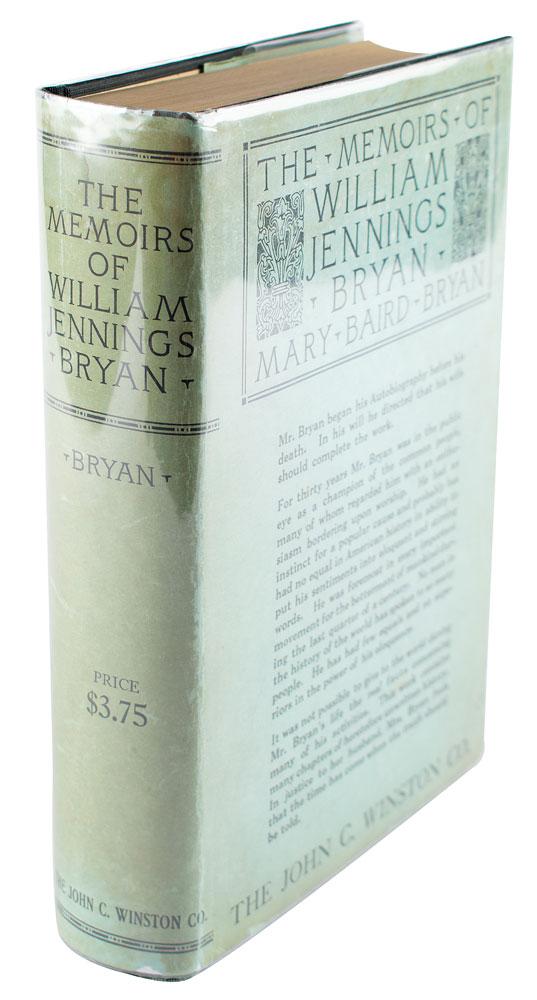 THE
MEMOIRS
OF
WILLIAM
JENNINGS
BRYAN
BRYAN
PRICE
$3.75
THE JOHN C. WINSTON CO.
THE · MEMOIRS · OF
WILLIAM
JENNINGS
· BRYAN ·
MARY · BAIRD · BRYAN
Mr. Bryan began his Autobiography before his
death. In his will he directed that his wife
should complete the work.
For thirty years Mr. Bryan was in the public
eye as a champion of the common people,
many of whom regarded him with an enthu-
siasm bordering upon worship. He had an
instinct for a popular cause and probably has
had no equal in American history in ability to
put his sentiments into eloquent and stirring
words. He was foremost in every important
movement for the betterment of mankind dur-
ing the last quarter of a century. No man in
the history of the world has spoken to so many
people. He has had few equals and no supe-
riors in the power of his eloquence.
It was not possible to give to the world during
Mr. Bryan's life the real facts concerning
many of his activities. This work contains
many chapters of heretofore unwritten history.
In justice to her husband, Mrs. Bryan feels
that the time has come when the truth should
be told.
THE JOHN C. WINSTON CO.